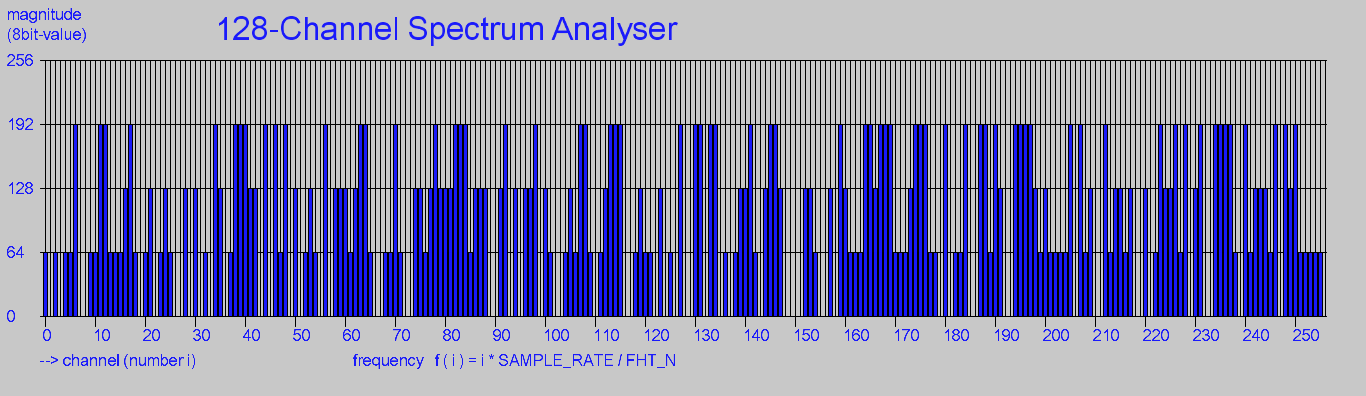 magnitude
(8bit-value)
128-Channel Spectrum Analyser
256
192
128
64
0
0 10 20 30 40 50 60 70 80 90 100 110 120 130 140 150 160 170 180 190 200 210 220 230 240 250
--> channel (number i) frequency f ( i ) = i * SAMPLE_RATE / FHT_N